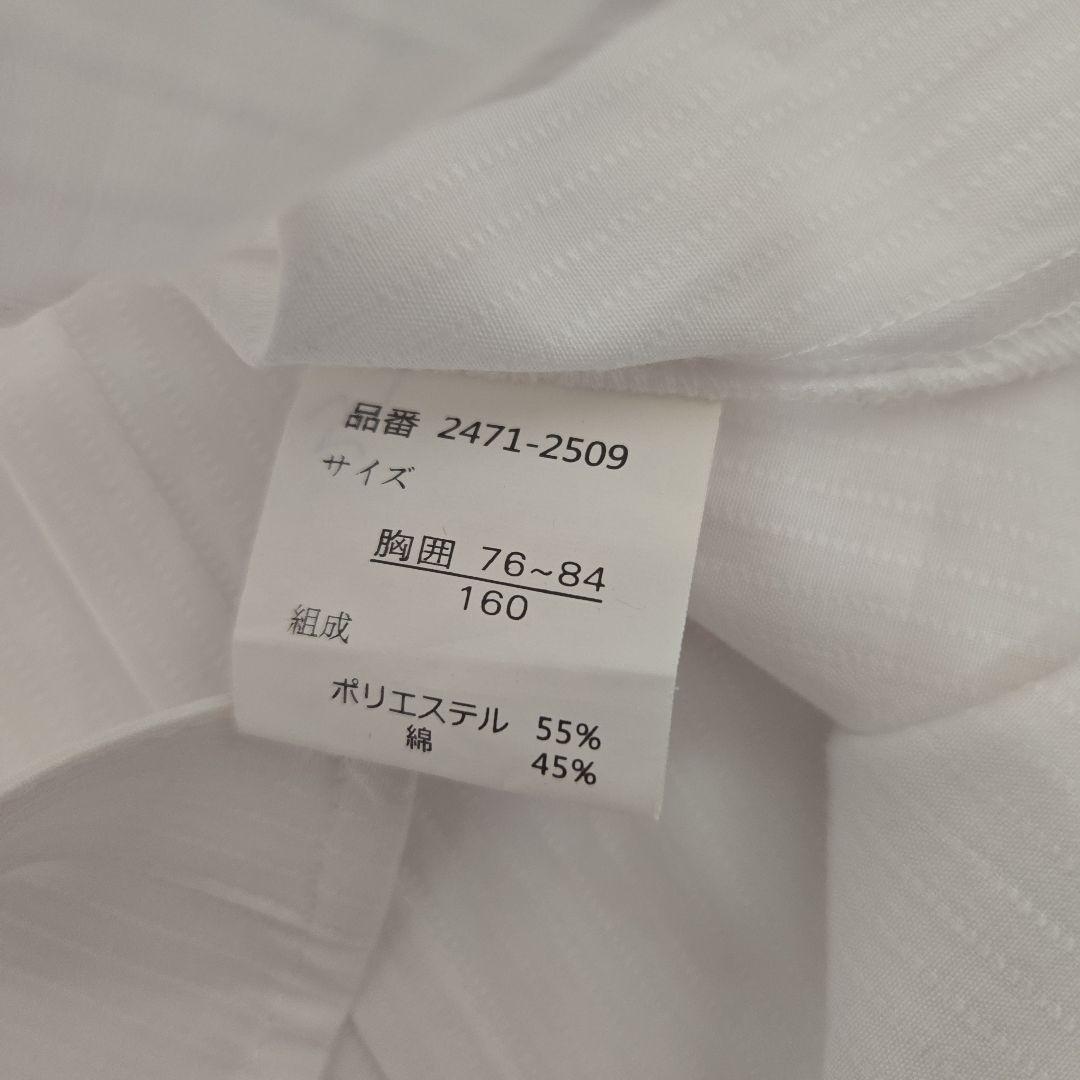 品番 2471-2509
サイズ
胸囲 76~84
160
組成
ポリエステル 55%
綿 45%